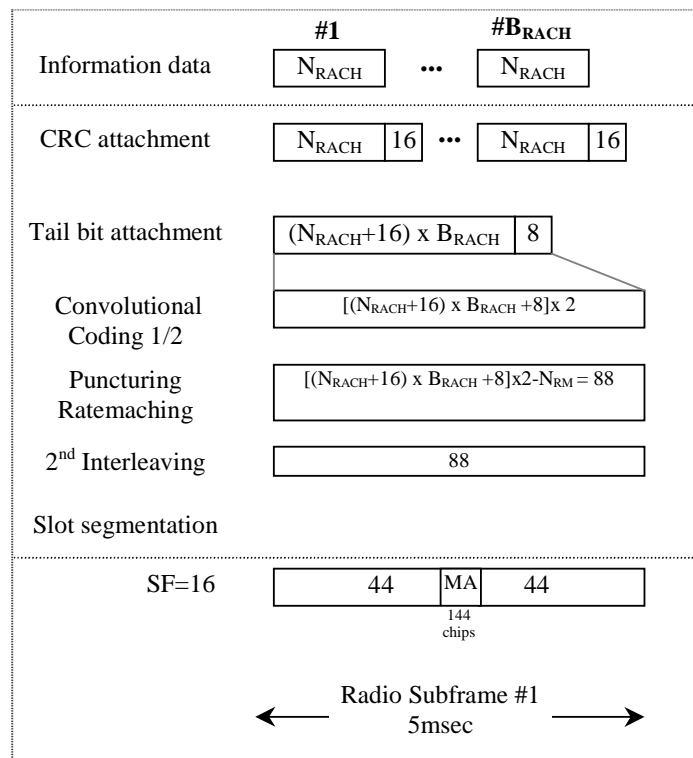 #1 #B_RACH
Information data N_RACH ... N_RACH
CRC attachment N_RACH 16 ... N_RACH 16
Tail bit attachment (N_RACH+16) x B_RACH 8
Convolutional
Coding 1/2
[(N_RACH+16) x B_RACH +8]x 2
Puncturing
Ratemaching
[(N_RACH+16) x B_RACH +8]x2-N_RM = 88
2nd Interleaving 88
Slot segmentation
SF=16 44 MA 44
144
chips
Radio Subframe #1
5msec